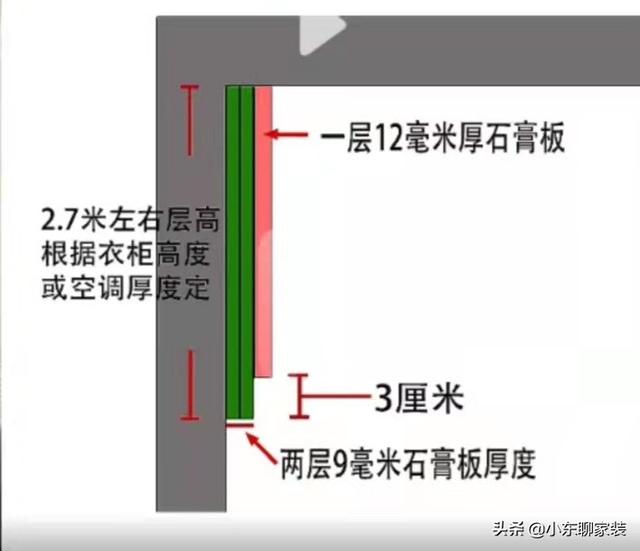 一层12毫米厚石膏板
2.7米左右层高
根据衣柜高度
或空调厚度定
3厘米
两层9毫米石膏板厚度
头条 @小东聊家装